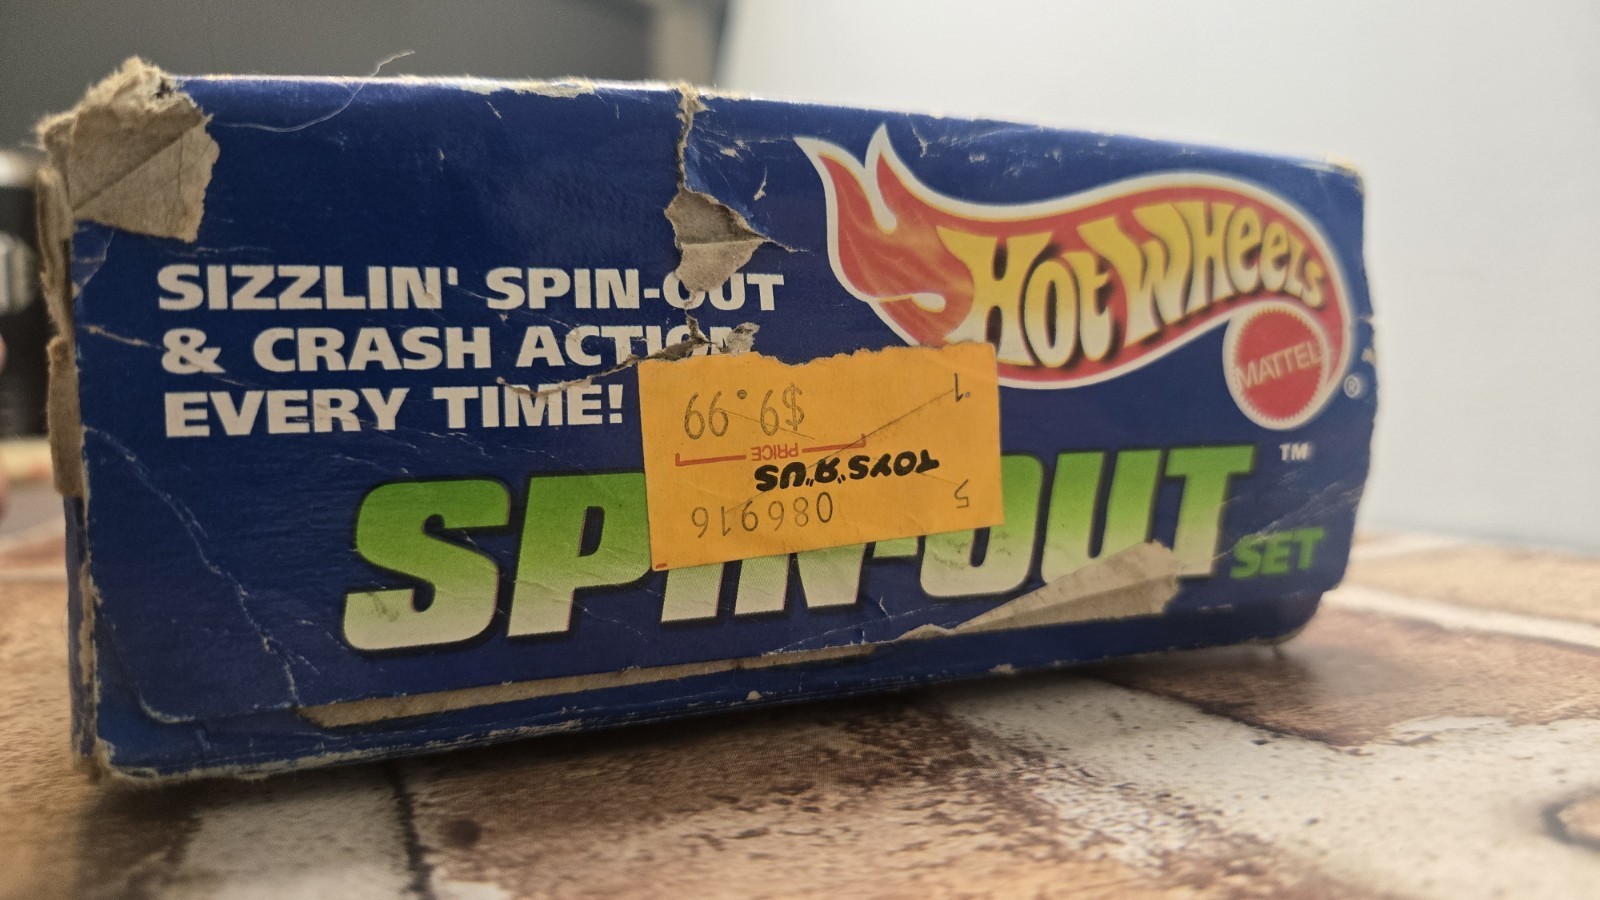 SIZZLIN' SPIN-OUT
& CRASH ACTION
EVERY TIME!
HOT WHEELS
MATTEL
®
5 086916
TOYS "R" US
PRICE
1. $9.99
SPIN-OUT ™
SET